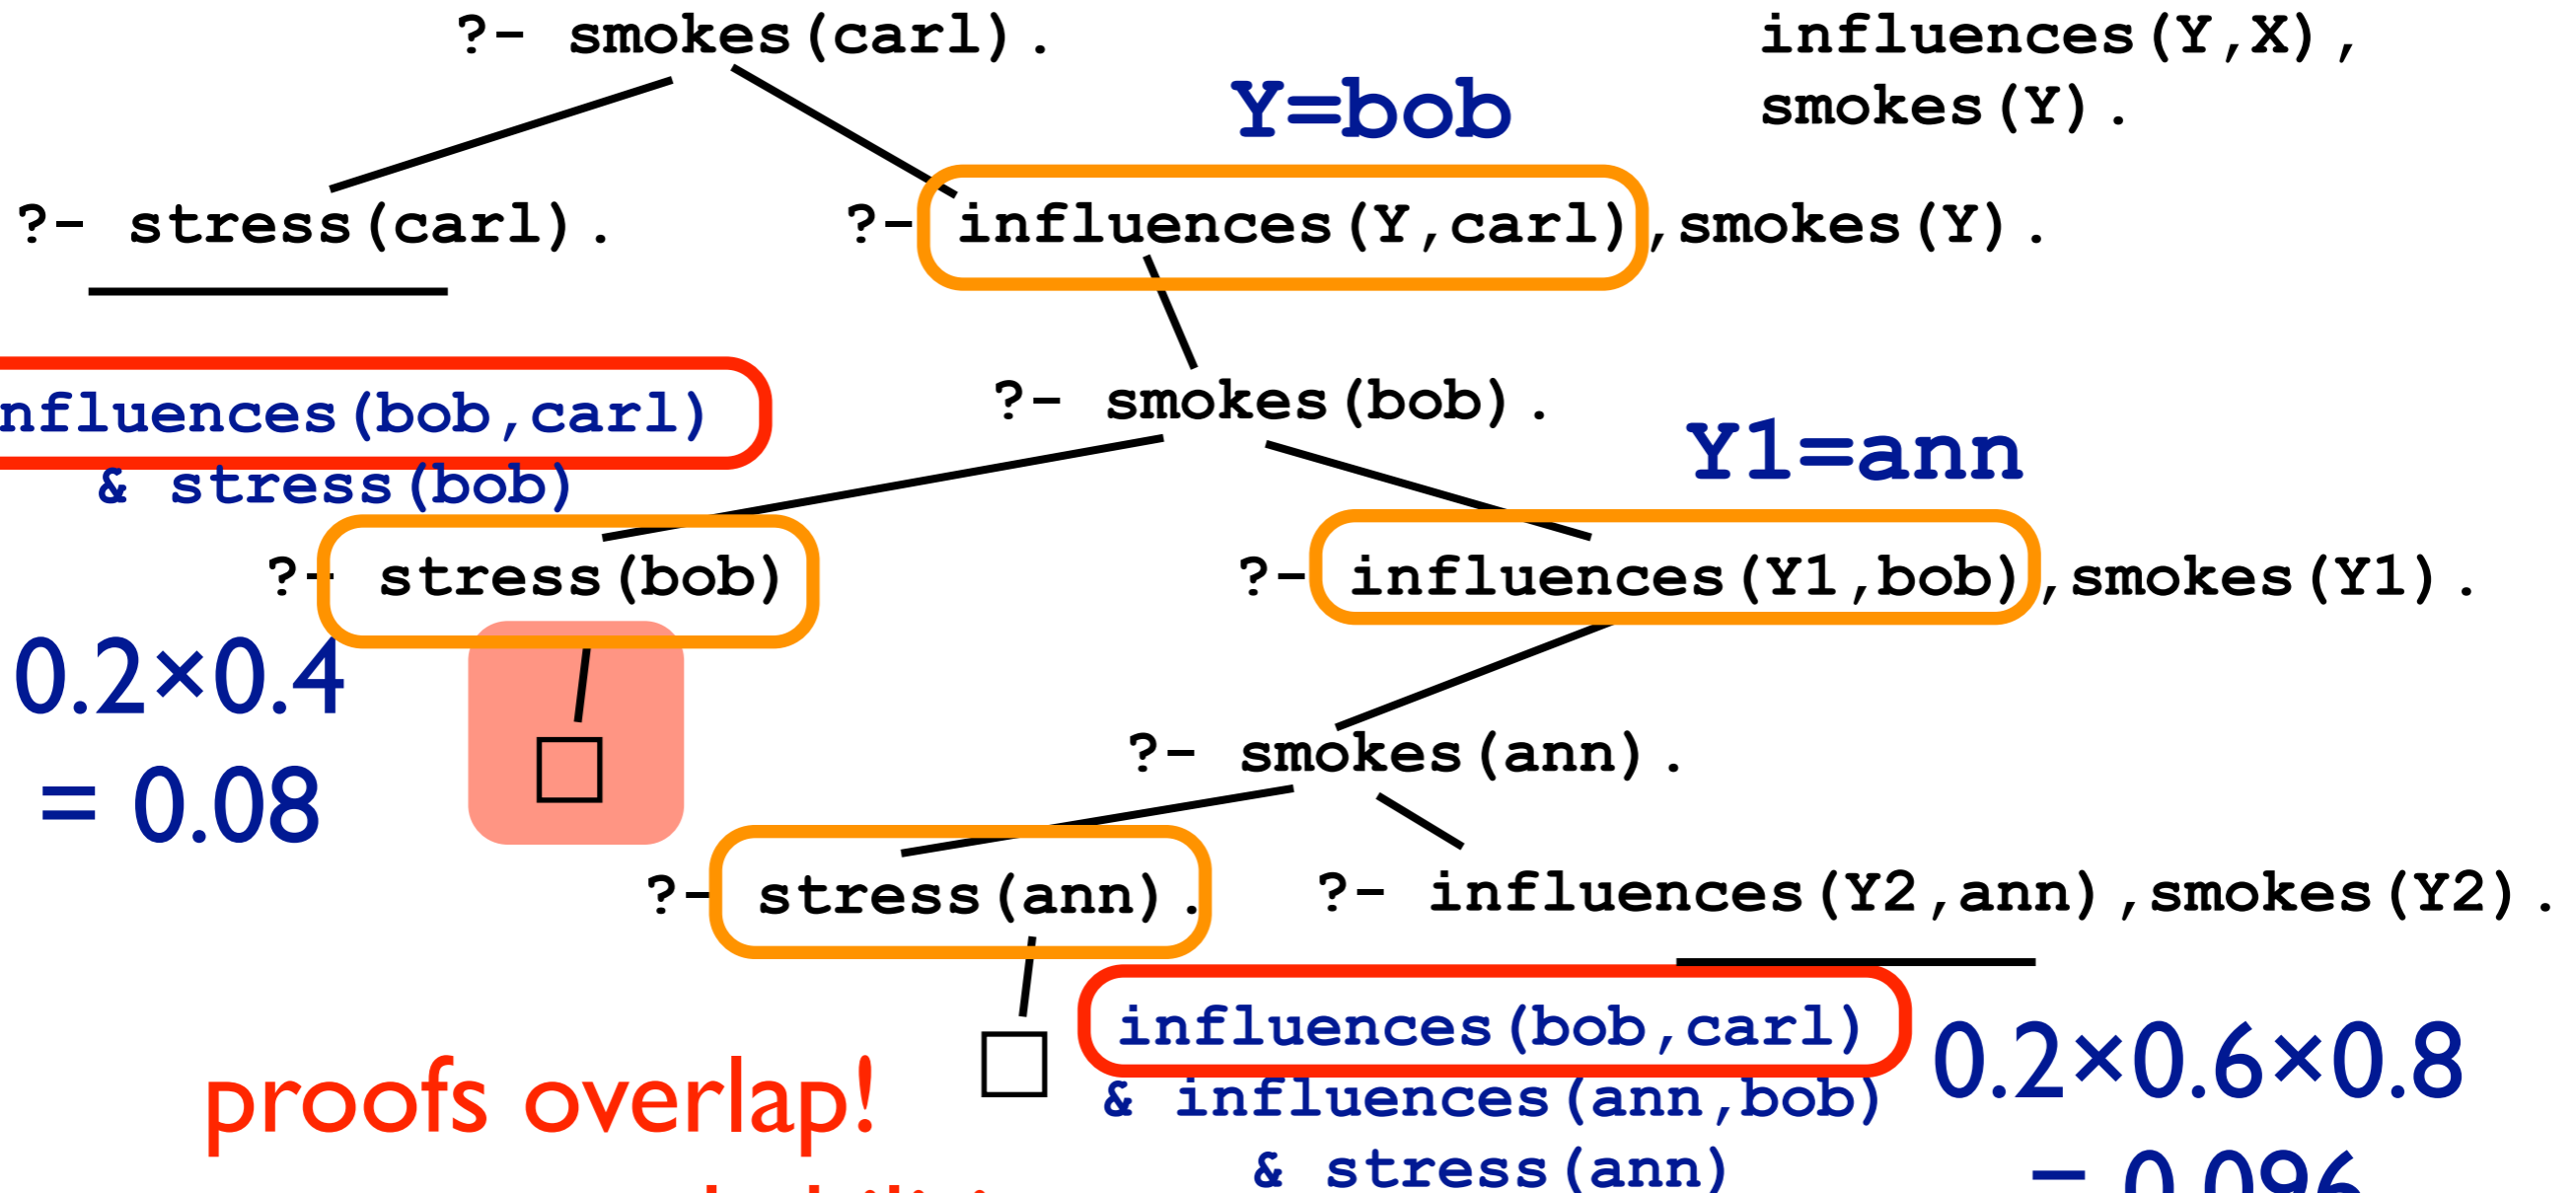 ?- smokes(carl).
influences(Y,X),
smokes(Y).
Y=bob
?- stress(carl).
?- influences(Y,carl),smokes(Y).
nfluences(bob,carl)
& stress(bob)
?- smokes(bob).
Y1=ann
?- stress(bob)
?- influences(Y1,bob),smokes(Y1).
0.2×0.4
= 0.08
?- smokes(ann).
?- stress(ann).
?- influences(Y2,ann),smokes(Y2).
influences(bob,carl)
& influences(ann,bob)
& stress(ann)
0.2×0.6×0.8
= 0.096
proofs overlap!